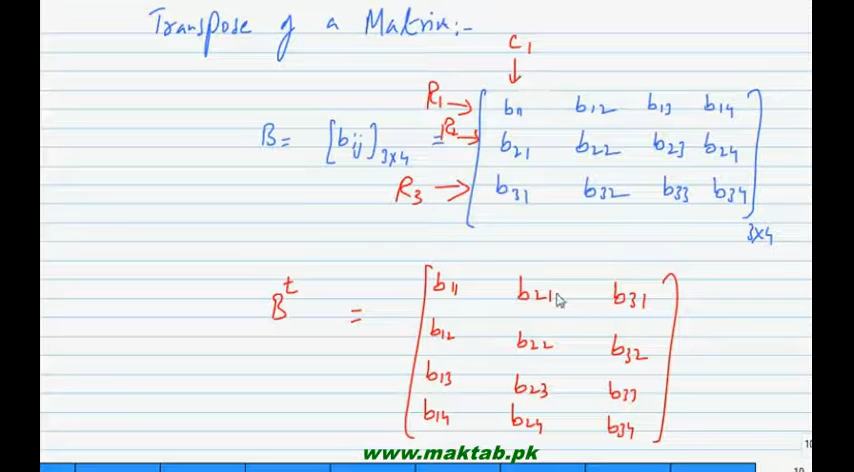 Transpose of a Matrix:-
C1
R1 b11 b12 b13 b14
B = [bij]3x4 = R2 b21 b22 b23 b24
R3 b31 b32 b33 b34
3x4
b11 b21 b31
B^t = b12 b22 b32
b13 b23 b33
b14 b24 b34
www.maktab.pk